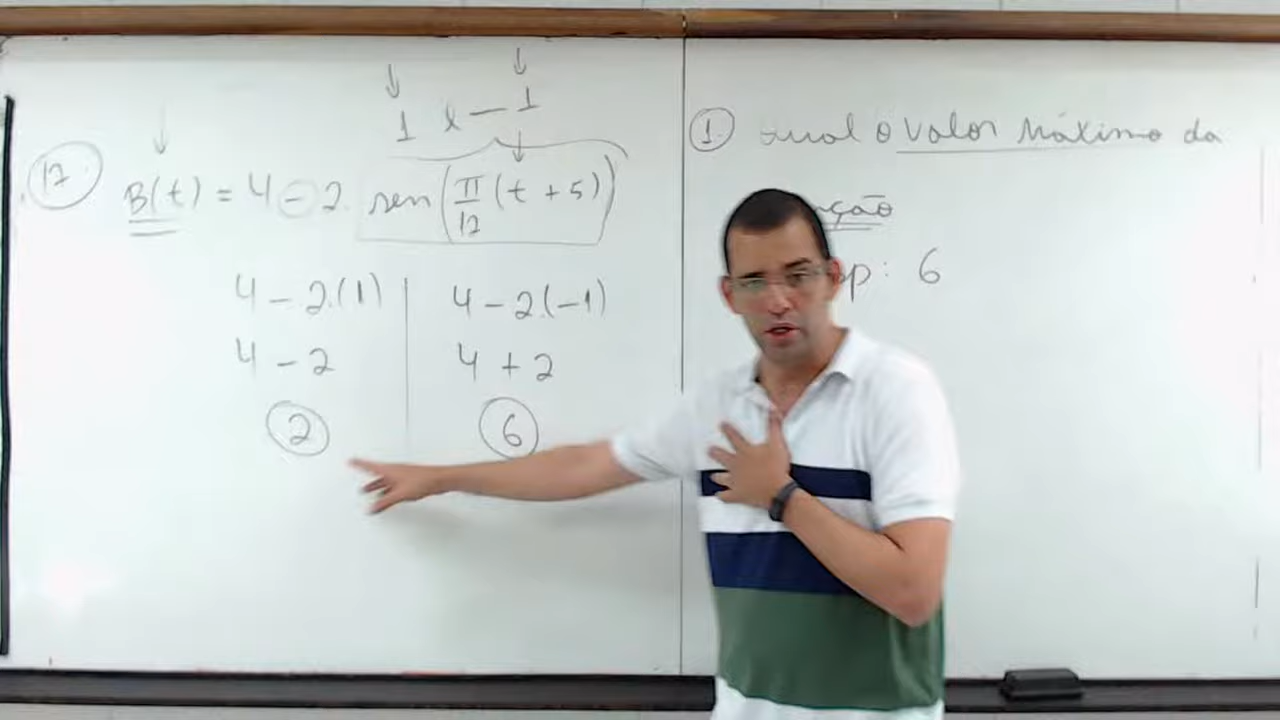 1 e -1
17. B(t) = 4 - 2. sen(π/12 (t + 5))
4 - 2.(1)
4 - 2
2
4 - 2.(-1)
4 + 2
6
1. Qual o valor máximo da
nção
p: 6